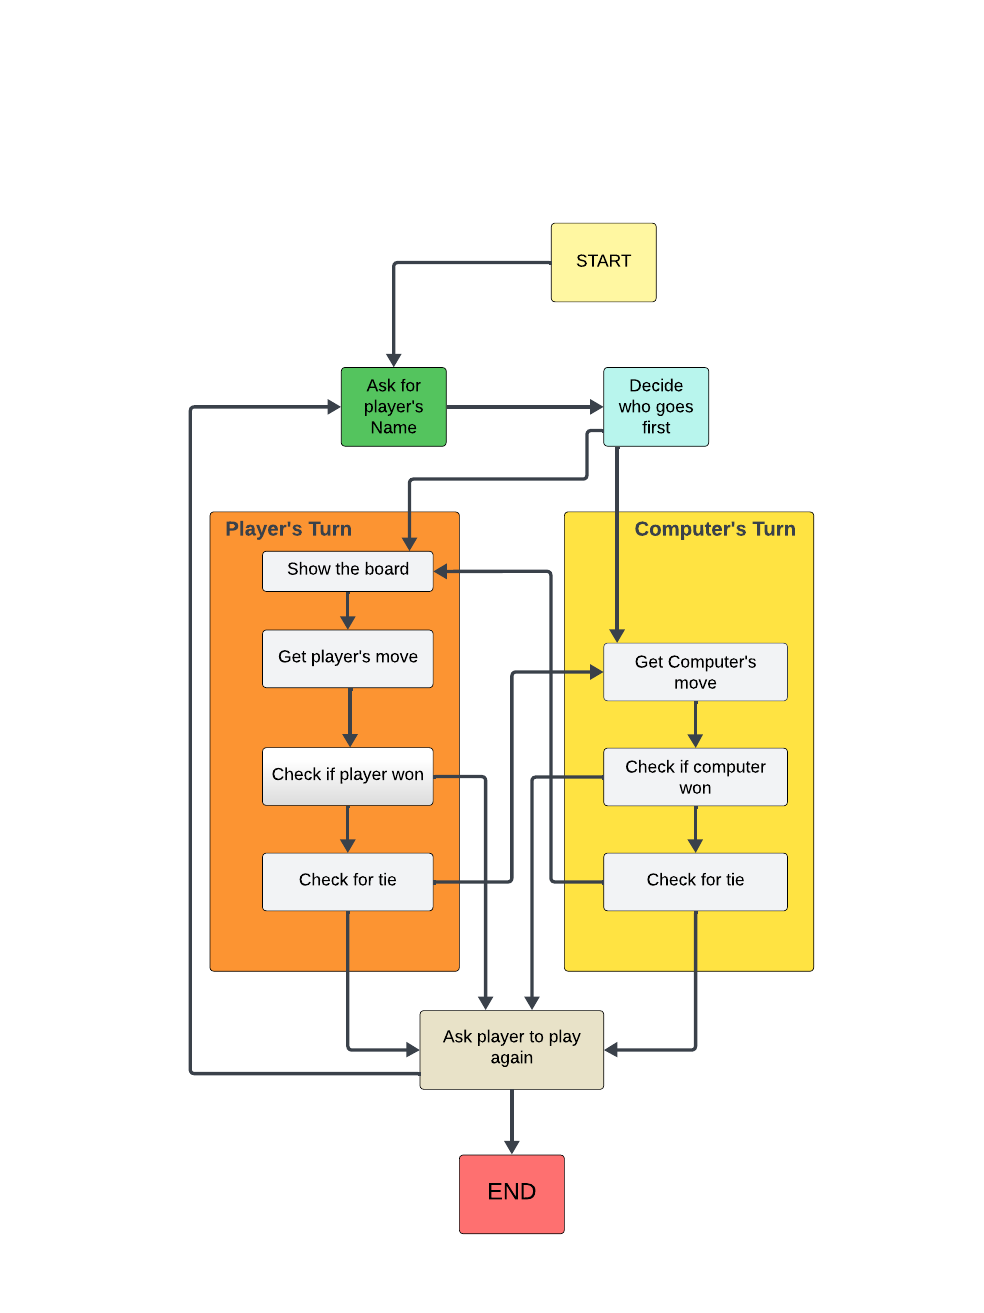 START
Ask for
player's
Name
Decide
who goes
first
Player's Turn
Show the board
Get player's move
Check if player won
Check for tie
Computer's Turn
Get Computer's
move
Check if computer
won
Check for tie
Ask player to play
again
END